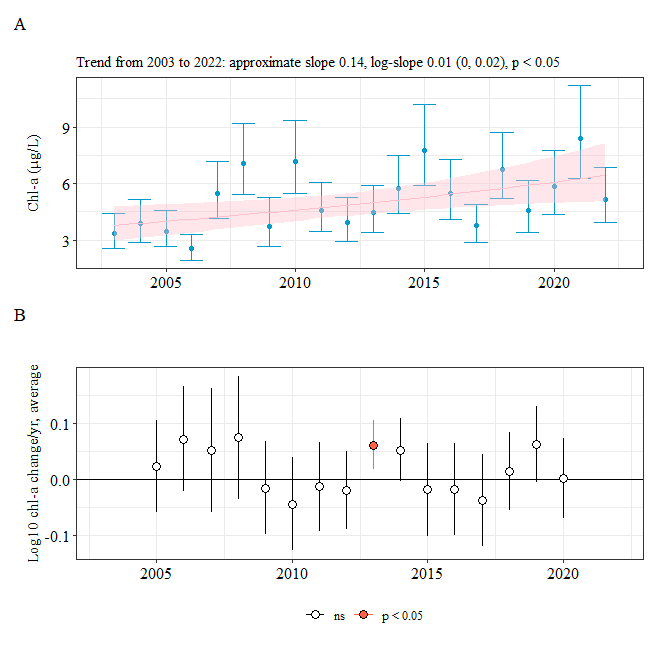 A
Trend from 2003 to 2022: approximate slope 0.14, log-slope 0.01 (0, 0.02), p < 0.05
Chl-a (µg/L)
9
6
3
2005 2010 2015 2020
B
Log10 chl-a change/yr, average
0.1
0.0
-0.1
2005 2010 2015 2020
ns p < 0.05